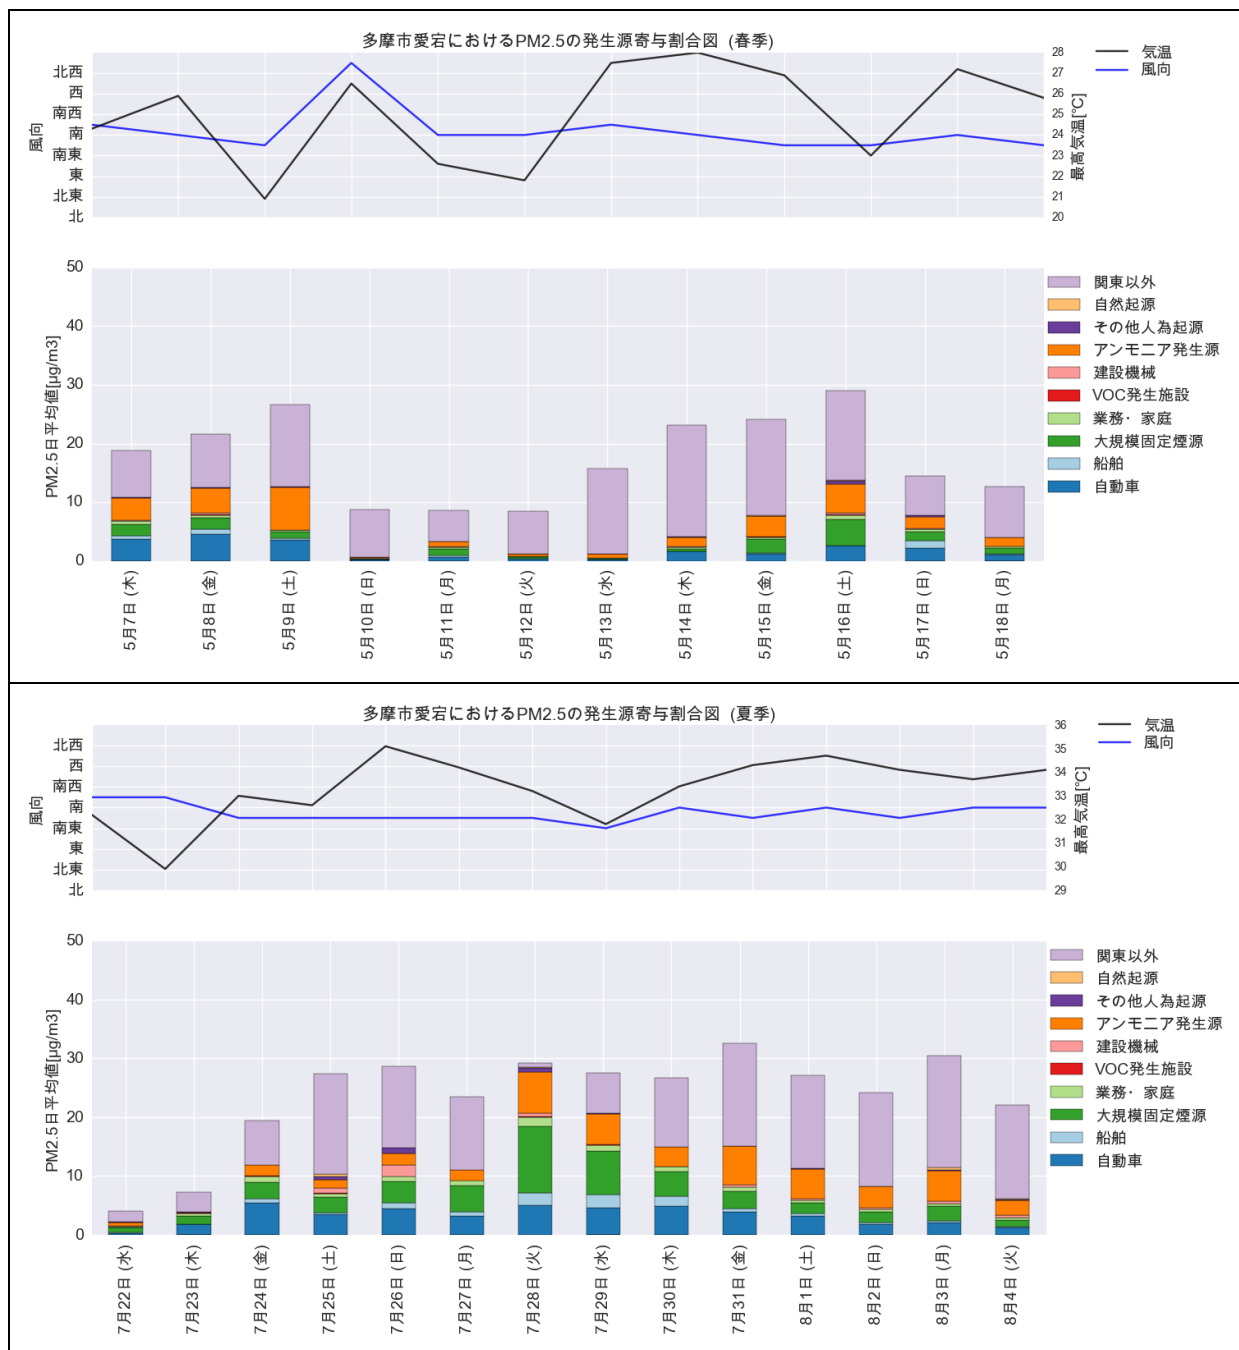 多摩市愛宕におけるPM2.5の発生源寄与割合図 (春季)
風向
北西
西
南西
南
南東
東
北東
北
28
27
26
25
24
23
22
21
20
最高気温[°C]
気温
風向
PM2.5日平均値[μg/m3]
50
40
30
20
10
0
関東以外
自然起源
その他人為起源
アンモニア発生源
建設機械
VOC発生施設
業務・家庭
大規模固定煙源
船舶
自動車
5月7日 (木)
5月8日 (金)
5月9日 (土)
5月10日 (日)
5月11日 (月)
5月12日 (火)
5月13日 (水)
5月14日 (木)
5月15日 (金)
5月16日 (土)
5月17日 (日)
5月18日 (月)
多摩市愛宕におけるPM2.5の発生源寄与割合図 (夏季)
風向
北西
西
南西
南
南東
東
北東
北
36
35
34
33
32
31
30
29
最高気温[°C]
気温
風向
PM2.5日平均値[μg/m3]
50
40
30
20
10
0
関東以外
自然起源
その他人為起源
アンモニア発生源
建設機械
VOC発生施設
業務・家庭
大規模固定煙源
船舶
自動車
7月22日 (水)
7月23日 (木)
7月24日 (金)
7月25日 (土)
7月26日 (日)
7月27日 (月)
7月28日 (火)
7月29日 (水)
7月30日 (木)
7月31日 (金)
8月1日 (土)
8月2日 (日)
8月3日 (月)
8月4日 (火)